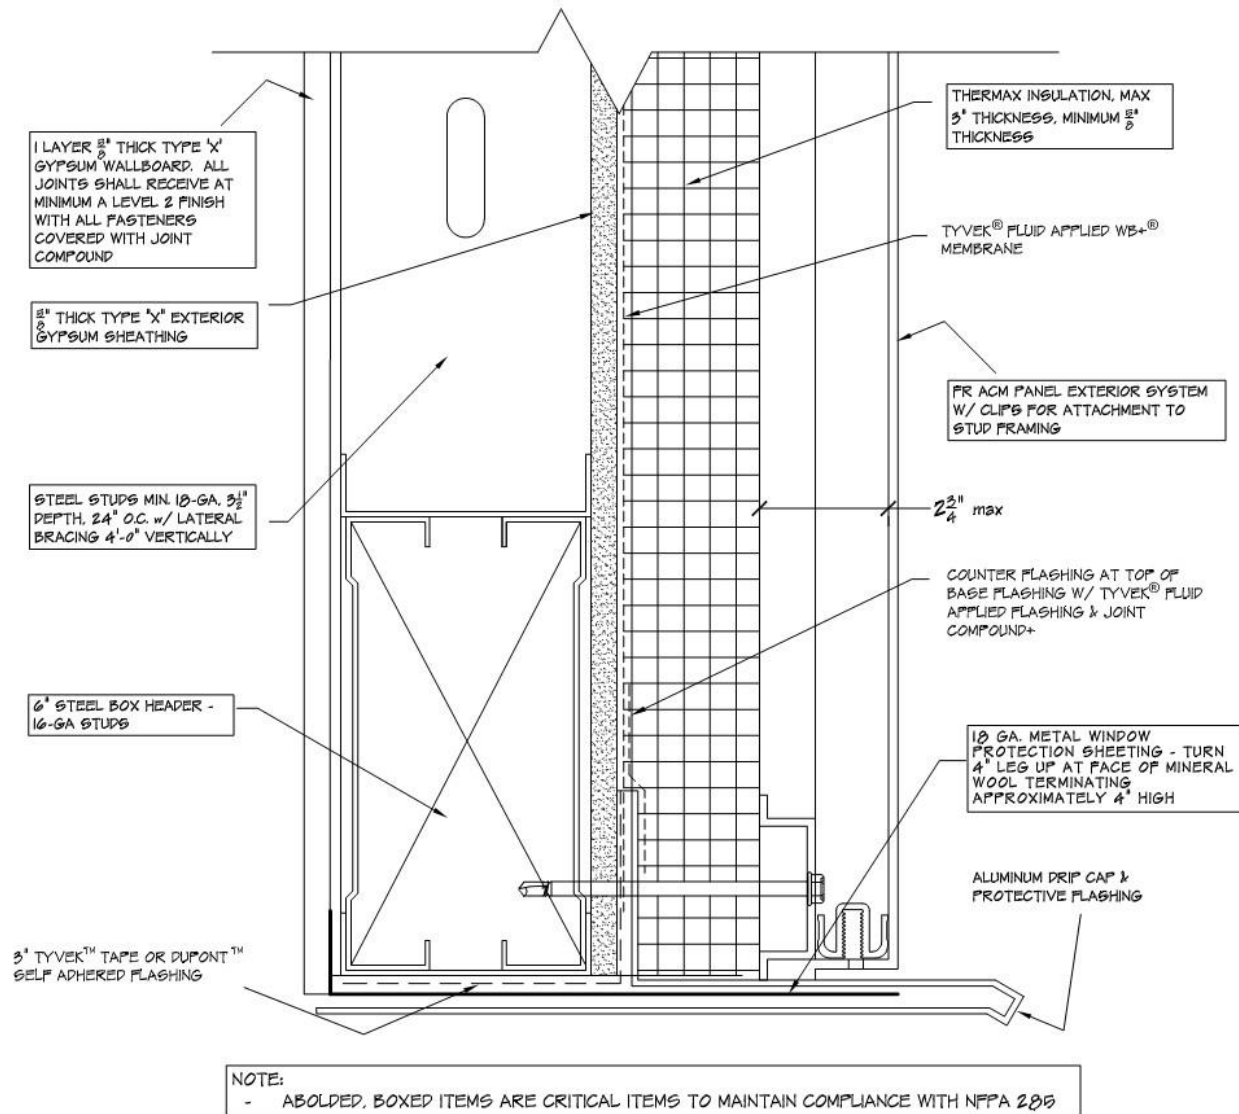 1 LAYER 5/8" THICK TYPE 'X'
GYPSUM WALLBOARD. ALL
JOINTS SHALL RECEIVE AT
MINIMUM A LEVEL 2 FINISH
WITH ALL FASTENERS
COVERED WITH JOINT
COMPOUND
5/8" THICK TYPE "X" EXTERIOR
GYPSUM SHEATHING
STEEL STUDS MIN. 18-GA, 3 1/2"
DEPTH, 24" O.C. w/ LATERAL
BRACING 4'-0" VERTICALLY
6" STEEL BOX HEADER -
16-GA STUDS
3" TYVEK™ TAPE OR DUPONT™
SELF ADHERED FLASHING
THERMAX INSULATION, MAX
3" THICKNESS, MINIMUM 5/8"
THICKNESS
TYVEK® FLUID APPLIED WB+®
MEMBRANE
FR ACM PANEL EXTERIOR SYSTEM
W/ CLIPS FOR ATTACHMENT TO
STUD FRAMING
2 3/4" max
COUNTER FLASHING AT TOP OF
BASE FLASHING W/ TYVEK® FLUID
APPLIED FLASHING & JOINT
COMPOUND+
18 GA. METAL WINDOW
PROTECTION SHEETING - TURN
4" LEG UP AT FACE OF MINERAL
WOOL TERMINATING
APPROXIMATELY 4" HIGH
ALUMINUM DRIP CAP &
PROTECTIVE FLASHING
NOTE:
- ABOLDED, BOXED ITEMS ARE CRITICAL ITEMS TO MAINTAIN COMPLIANCE WITH NFPA 285